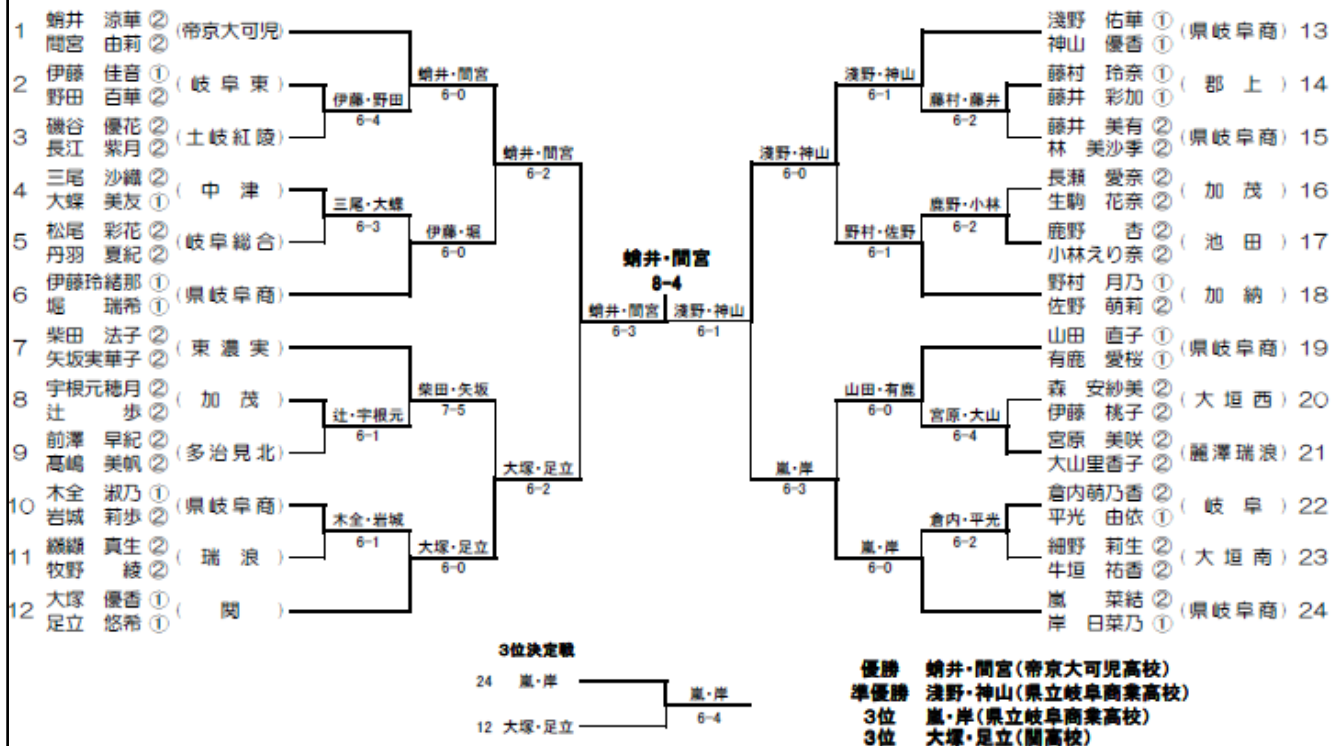 1 蛸井 涼華 ② (帝京大可児)
間宮 由莉 ②
2 伊藤 佳音 ① (岐阜東)
野田 百華 ②
3 磯谷 優花 ② (土岐紅陵)
長江 紫月 ②
4 三尾 沙織 ② (中津)
大蝶 美友 ①
5 松尾 彩花 ② (岐阜総合)
丹羽 夏紀 ②
6 伊藤玲緒那 ① (県岐阜商)
堀 瑞希 ①
7 柴田 法子 ② (東濃実)
矢坂実華子 ②
8 宇根元穂月 ② (加茂)
辻 歩 ②
9 前澤 早紀 ② (多治見北)
高嶋 美帆 ②
10 木全 淑乃 ① (県岐阜商)
岩城 莉歩 ②
11 纐纈 真生 ② (瑞浪)
牧野 綾 ②
12 大塚 優香 ① (関)
足立 悠希 ①
伊藤・野田
6-4
三尾・大蝶
6-3
辻・宇根元
6-1
木全・岩城
6-1
蛸井・間宮
6-0
伊藤・堀
6-0
柴田・矢坂
7-5
大塚・足立
6-0
蛸井・間宮
6-2
大塚・足立
6-2
蛸井・間宮
6-3
蛸井・間宮
8-4
淺野・神山
6-1
淺野・神山
6-0
嵐・岸
6-3
淺野・神山
6-1
野村・佐野
6-1
山田・有鹿
6-0
嵐・岸
6-0
藤村・藤井
6-2
鹿野・小林
6-2
宮原・大山
6-4
倉内・平光
6-2
淺野 佑華 ① (県岐阜商) 13
神山 優香 ①
藤村 玲奈 ① (郡上) 14
藤井 彩加 ①
藤井 美有 ② (県岐阜商) 15
林 美沙季 ②
長瀬 愛奈 ② (加茂) 16
生駒 花奈 ②
鹿野 杏 ② (池田) 17
小林えり奈 ②
野村 月乃 ① (加納) 18
佐野 萌莉 ②
山田 直子 ① (県岐阜商) 19
有鹿 愛桜 ①
森 安紗美 ② (大垣西) 20
伊藤 桃子 ②
宮原 美咲 ② (麗澤瑞浪) 21
大山里香子 ②
倉内萌乃香 ② (岐阜) 22
平光 由依 ①
細野 莉生 ② (大垣南) 23
牛垣 祐香 ②
嵐 菜結 ② (県岐阜商) 24
岸 日菜乃 ①
3位決定戦
24 嵐・岸
12 大塚・足立
嵐・岸
6-4
優勝 蛸井・間宮(帝京大可児高校)
準優勝 淺野・神山(県立岐阜商業高校)
3位 嵐・岸(県立岐阜商業高校)
3位 大塚・足立(関高校)